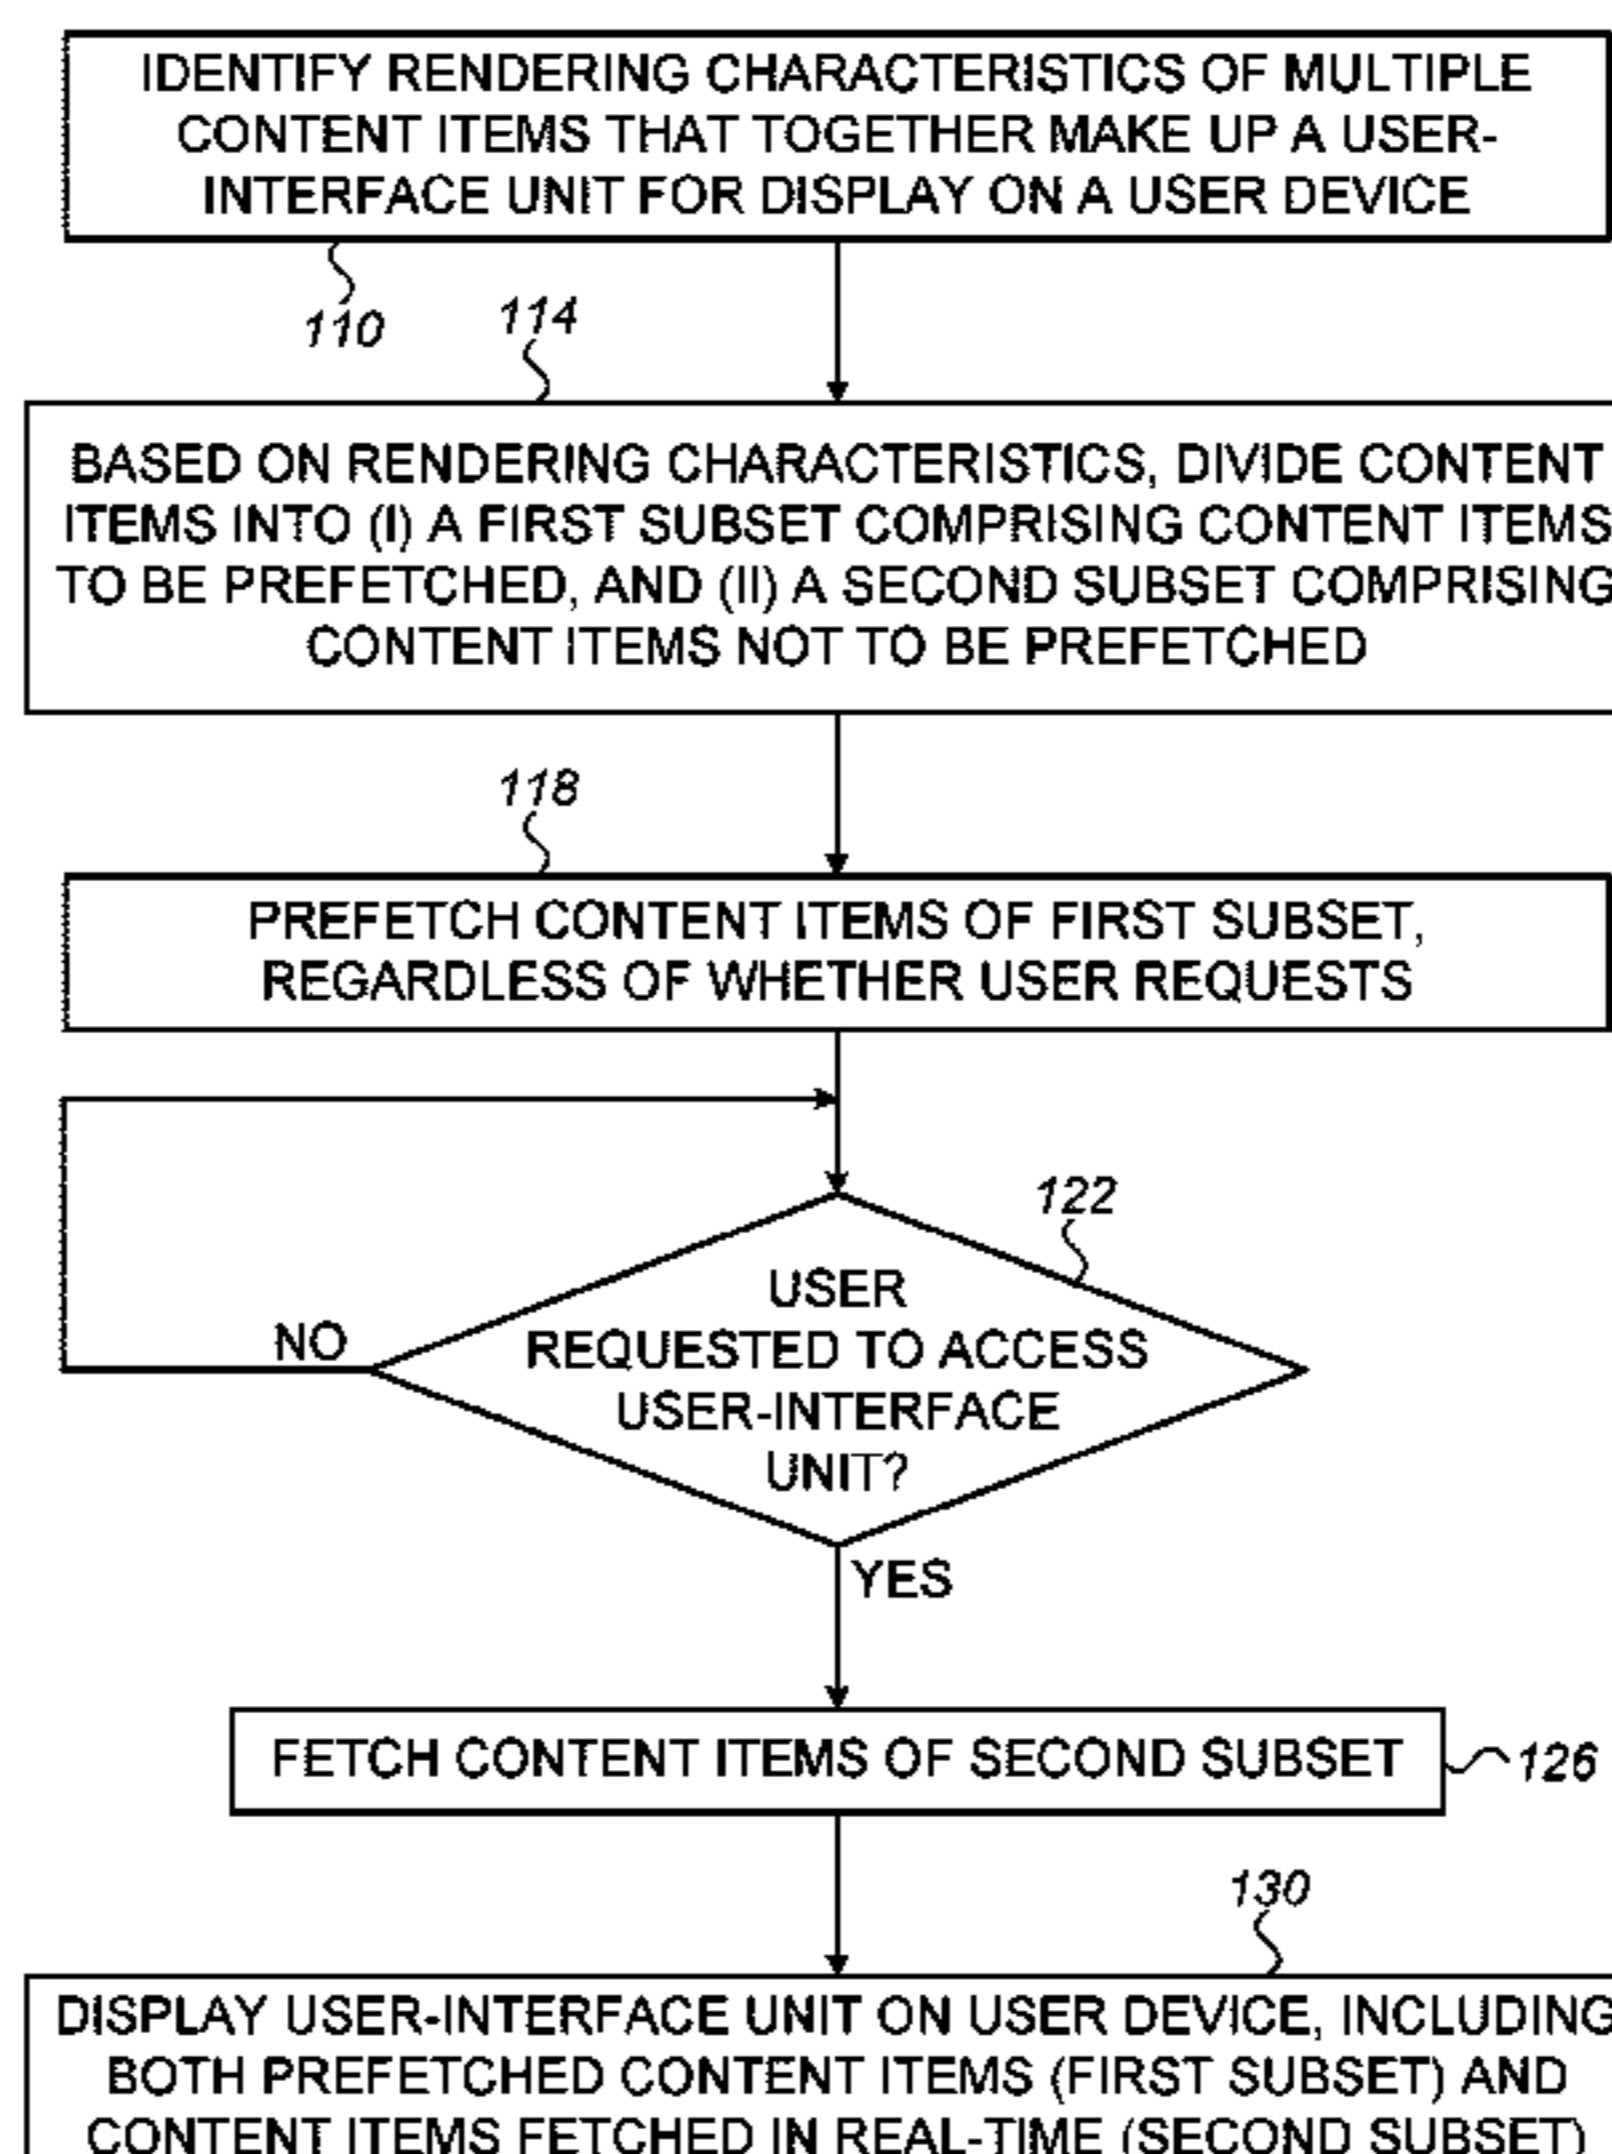 IDENTIFY RENDERING CHARACTERISTICS OF MULTIPLE
CONTENT ITEMS THAT TOGETHER MAKE UP A USER-
INTERFACE UNIT FOR DISPLAY ON A USER DEVICE
110
114
BASED ON RENDERING CHARACTERISTICS, DIVIDE CONTENT
ITEMS INTO (I) A FIRST SUBSET COMPRISING CONTENT ITEMS
TO BE PREFETCHED, AND (II) A SECOND SUBSET COMPRISING
CONTENT ITEMS NOT TO BE PREFETCHED
118
PREFETCH CONTENT ITEMS OF FIRST SUBSET,
REGARDLESS OF WHETHER USER REQUESTS
122
USER
REQUESTED TO ACCESS
USER-INTERFACE
UNIT?
NO
YES
FETCH CONTENT ITEMS OF SECOND SUBSET
126
130
DISPLAY USER-INTERFACE UNIT ON USER DEVICE, INCLUDING
BOTH PREFETCHED CONTENT ITEMS (FIRST SUBSET) AND
CONTENT ITEMS FETCHED IN REAL-TIME (SECOND SUBSET)